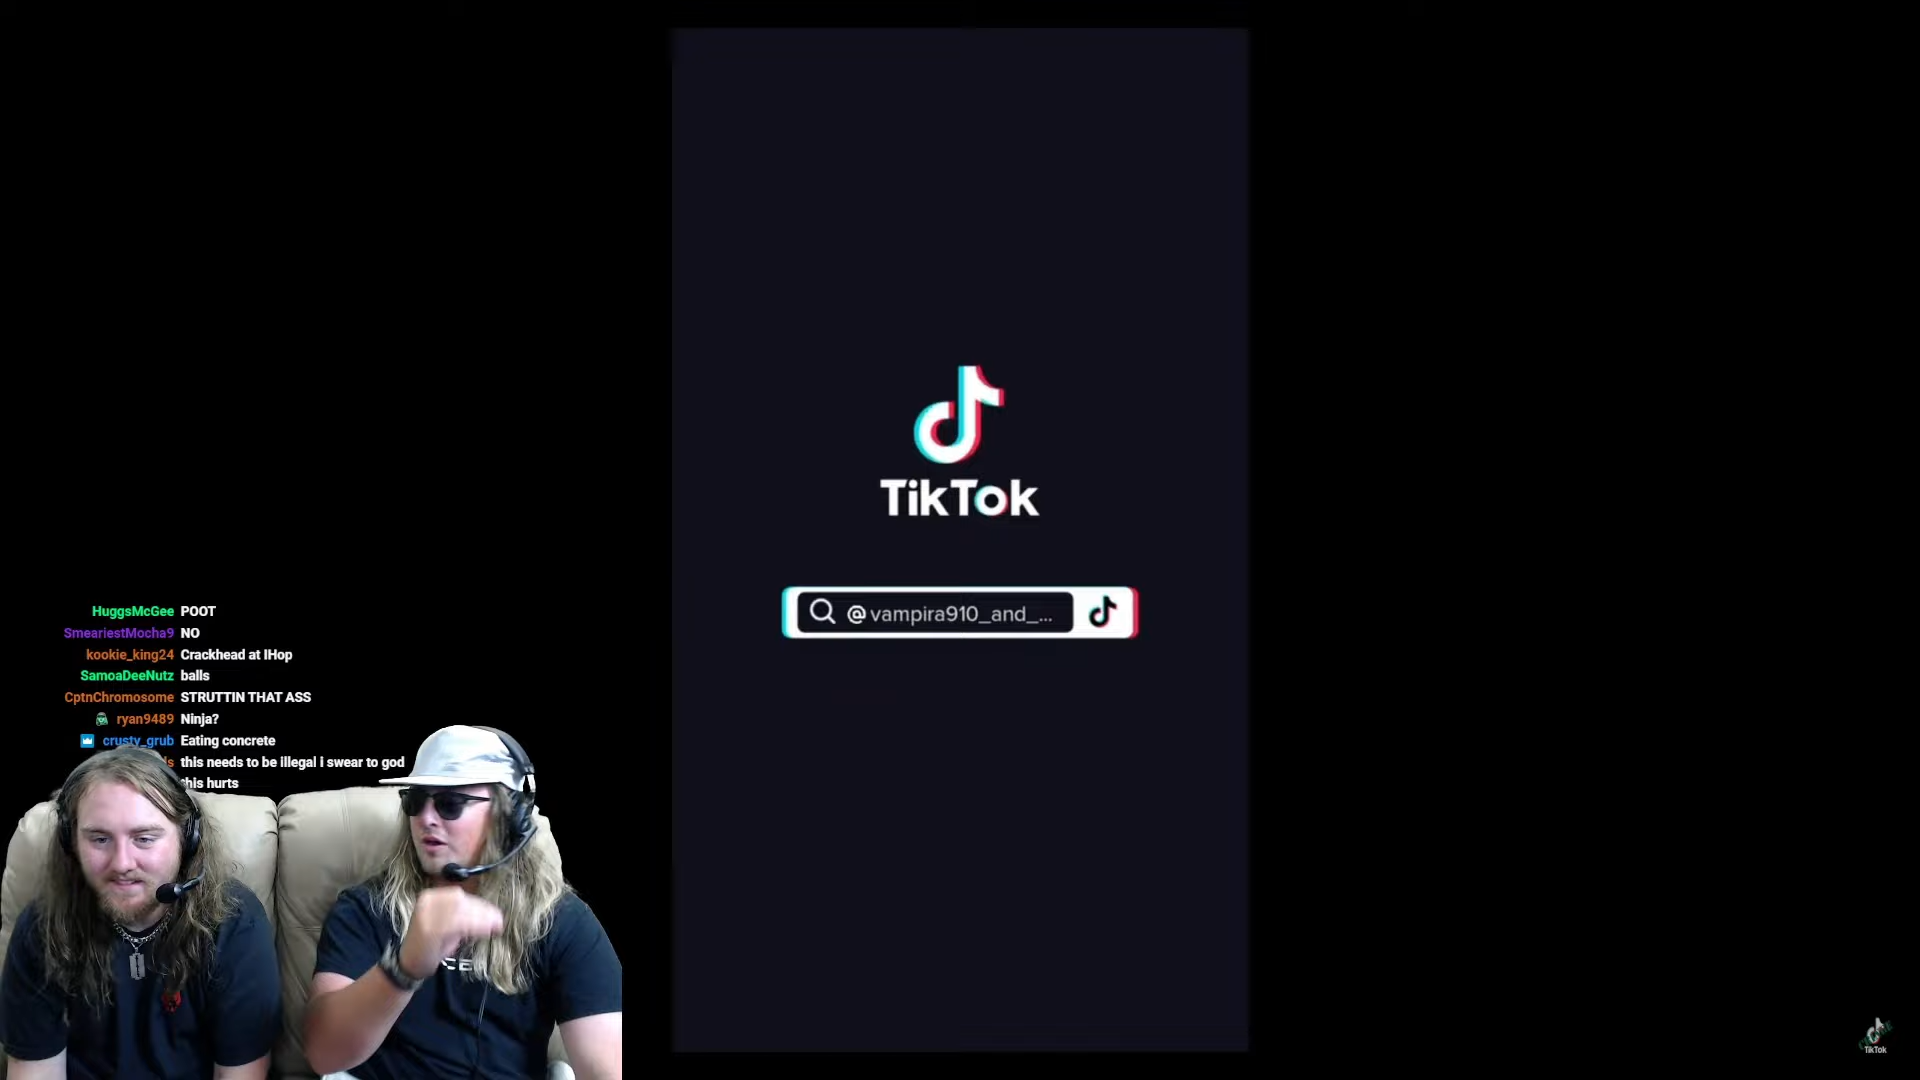 TikTok
@vampira910_and_...
HuggsMcGee POOT
SmeariestMocha9 NO
kookie_king24 Crackhead at IHop
SamoaDeeNutz balls
CptnChromosome STRUTTIN THAT ASS
ryan9489 Ninja?
crusty_grub Eating concrete
this needs to be illegal i swear to god
this hurts
TikTok